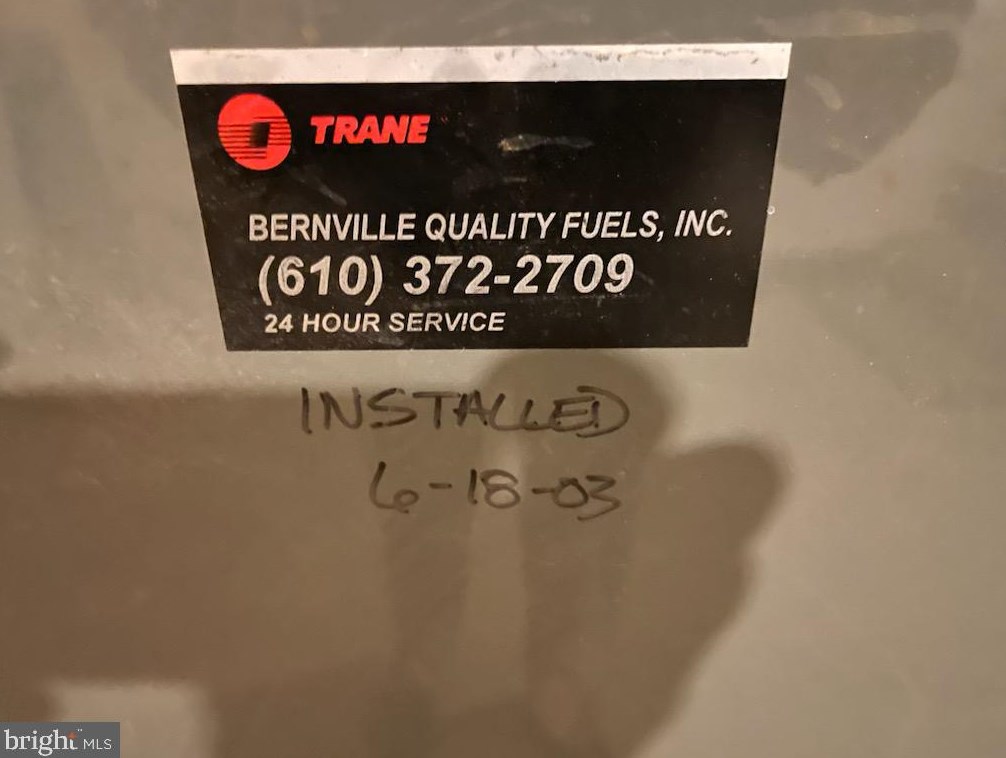 TRANE
BERNVILLE QUALITY FUELS, INC.
(610) 372-2709
24 HOUR SERVICE
INSTALLED
6-18-03
bright MLS